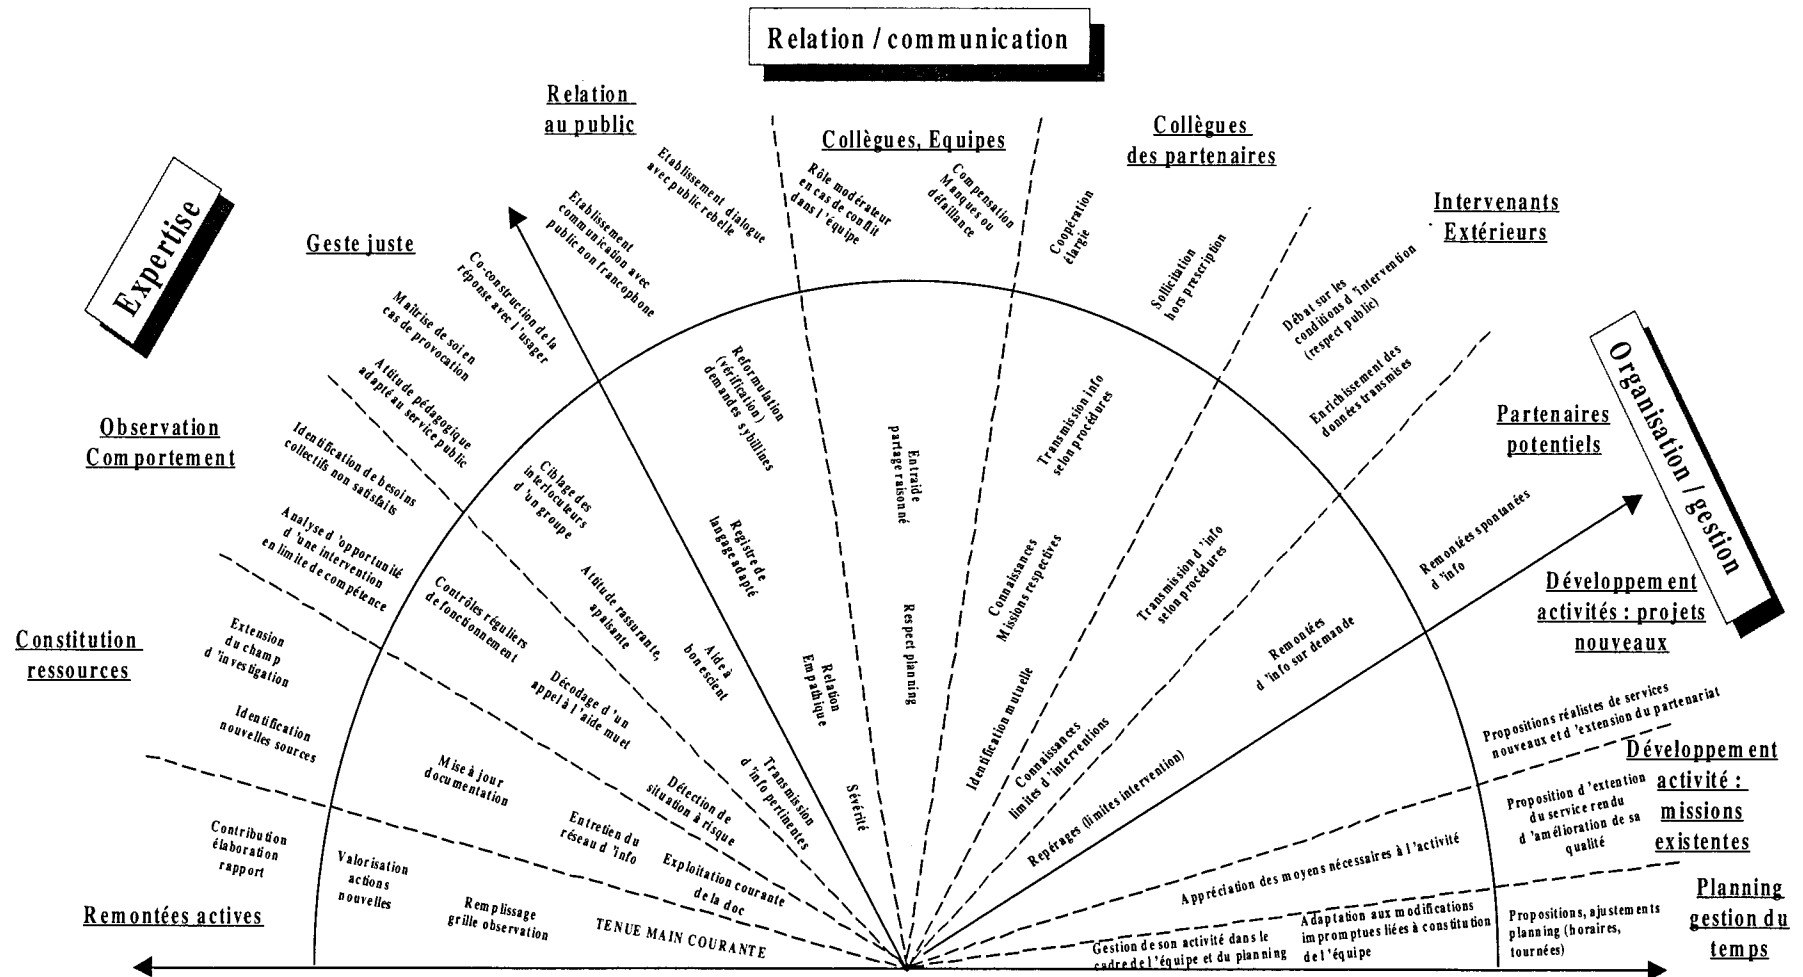 Relation / communication
Relation
au public
Collègues, Equipes
Collègues
des partenaires
Intervenants
Extérieurs
Expertise
Organisation / gestion
Geste juste
Observation
Comportement
Constitution
ressources
Remontées actives
Partenaires
potentiels
Développement
activités : projets
nouveaux
Développement
activité :
missions
existentes
Planning
gestion du
temps
Etablissement dialogue
avec public rebelle
Etablissement
communication avec
public non francophone
Rôle modérateur
en cas de conflit
dans l'équipe
Compensation
Manques ou
défaillance
Coopération
élargie
Sollicitation
hors prescription
Débat sur les
conditions d'intervention
(respect public)
Enrichissement des
données transmises
Remontées spontanées
d'info
Propositions réalistes de services
nouveaux et d'extension du partenariat
Proposition d'extention
du service rendu
d'amélioration de sa
qualité
Propositions, ajustements
planning (horaires,
tournées)
Co-construction de la
réponse avec l'usager
Maîtrise de soi en
cas de provocation
Attitude pédagogique
adapté au service public
Identification de besoins
collectifs non satisfaits
Analyse d'opportunité
d'une intervention
en limite de compétence
Extension
du champ
d'investigation
Identification
nouvelles sources
Contribution
élaboration
rapport
Valorisation
actions
nouvelles
Remplissage
grille observation
TENUE MAIN COURANTE
Mise à jour
documentation
Entretien du
réseau d'info
Exploitation courante
de la doc
Contrôles réguliers
de fonctionnement
Décodage d'un
appel à l'aide muet
Détection de
situation à risque
Ciblage des
interlocuteurs
d'un groupe
Attitude rassurante,
apaisante
Aide à
bon escient
Transmission
d'info pertinentes
Reformulation
(vérification)
demandes sybillines
Registre de
langage adapté
Relation
Empathique
Sévérité
Entraide
partage raisonné
Respect planning
Transmission info
selon procédures
Connaissances
Missions respectives
Identification mutuelle
Transmission d'info
selon procédures
Connaissances
limites d'interventions
Remontées
d'info sur demande
Repérages (limites intervention)
Appréciation des moyens nécessaires à l'activité
Adaptation aux modifications
impromptues liées à constitution
de l'équipe
Gestion de son activité dans le
cadre de l'équipe et du planning